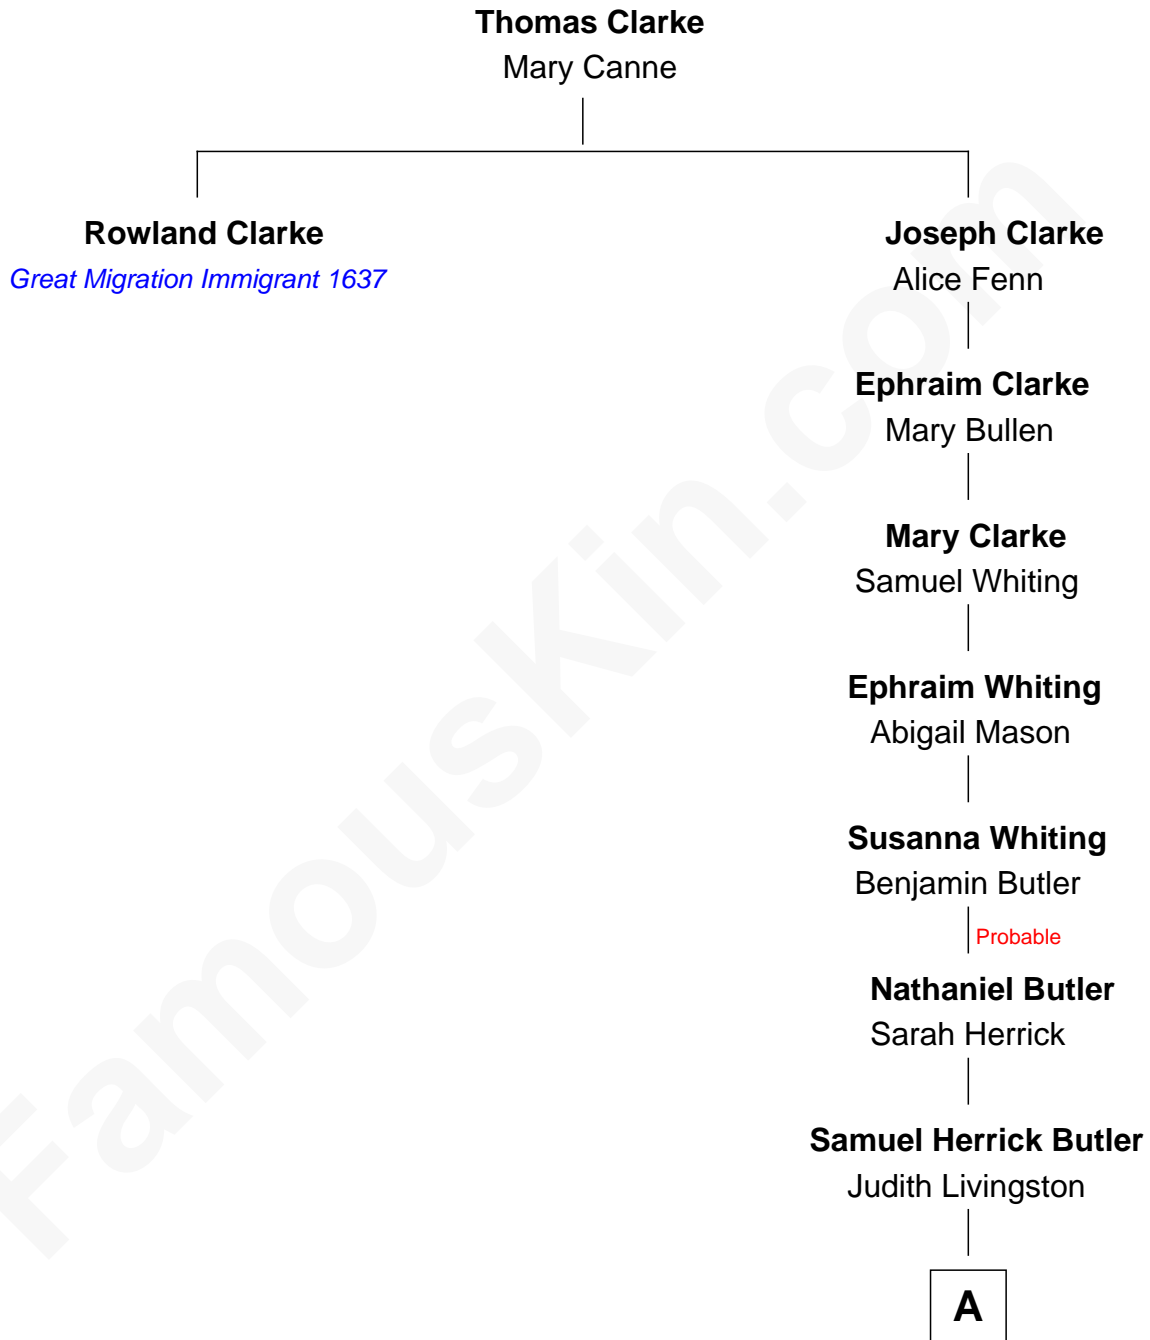 Thomas Clarke
Mary Canne
Rowland Clarke
Great Migration Immigrant 1637
Joseph Clarke
Alice Fenn
Ephraim Clarke
Mary Bullen
Mary Clarke
Samuel Whiting
Ephraim Whiting
Abigail Mason
Susanna Whiting
Benjamin Butler
Probable
Nathaniel Butler
Sarah Herrick
Samuel Herrick Butler
Judith Livingston
A
FamousKin.com